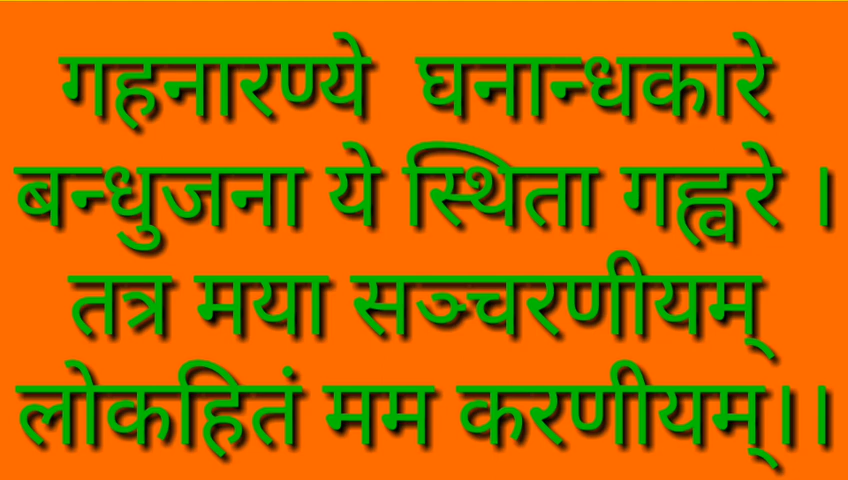 गहनारण्ये घनान्धकारे
बन्धुजना ये स्थिता गह्वरे ।
तत्र मया सञ्चरणीयम्
लोकहितं मम करणीयम्।।